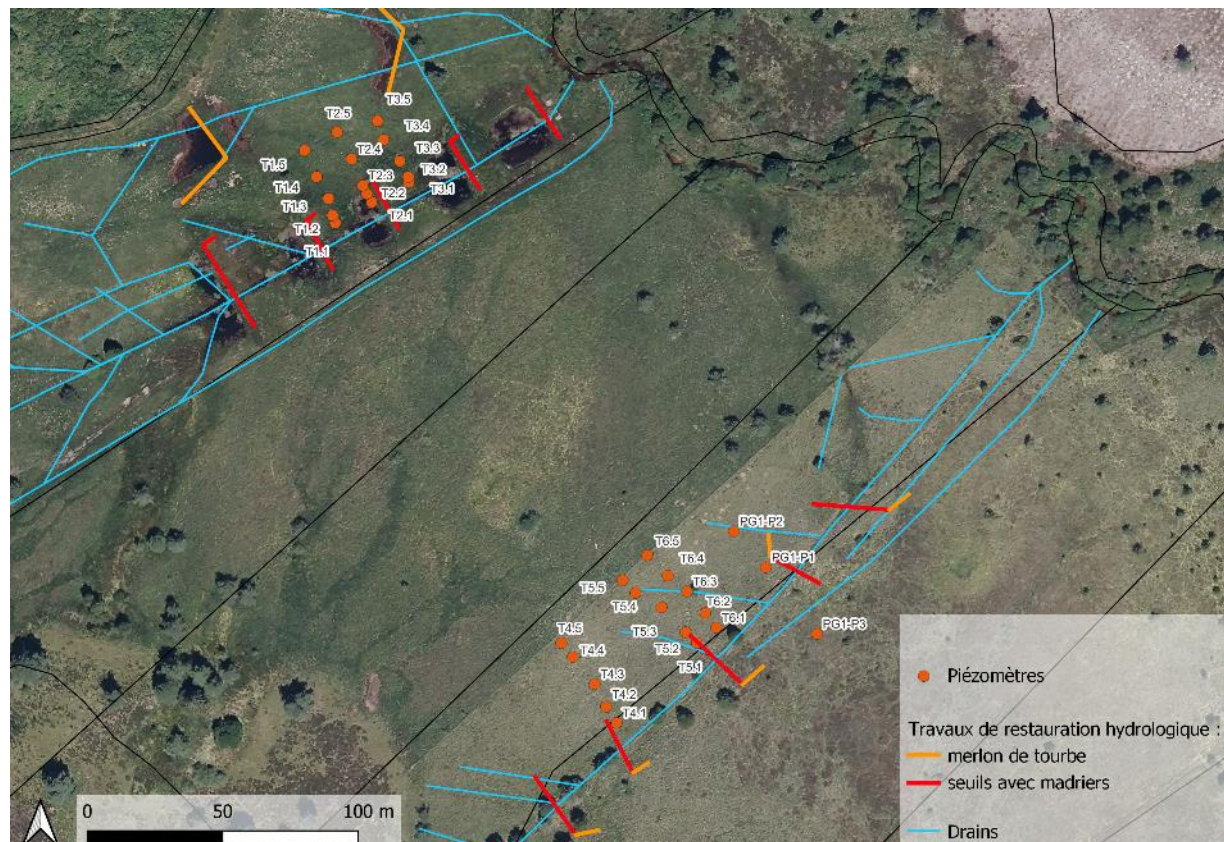 T3.5
T2.5
T3.4
T2.4
T3.3
T1.5
T2.3
T3.2
T1.4
T2.2
T3.1
T1.3
T2.1
T1.2
T1.1
PG1-P2
T6.5
T6.4
PG1-P1
T5.5
T6.3
T5.4
T6.2
T6.1
T4.5
T5.3
PG1-P3
T4.4
T5.2
T5.1
T4.3
T4.2
T4.1
Piézomètres
Travaux de restauration hydrologique :
merlon de tourbe
seuils avec madriers
Drains
0 50 100 m